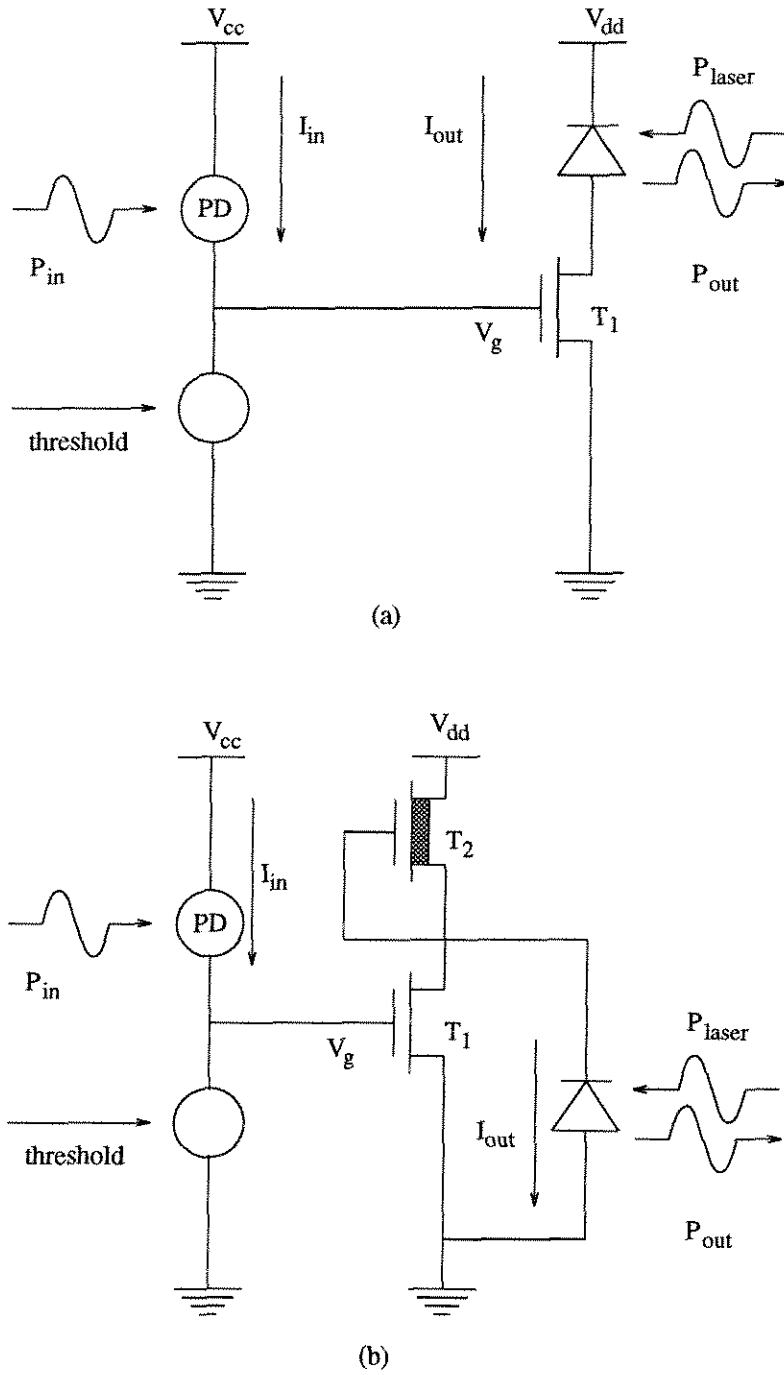 V_cc
V_dd
P_laser
I_in
I_out
PD
P_in
P_out
V_g
T_1
threshold
(a)
V_cc
V_dd
T_2
I_in
PD
P_in
P_laser
V_g
T_1
I_out
threshold
P_out
(b)